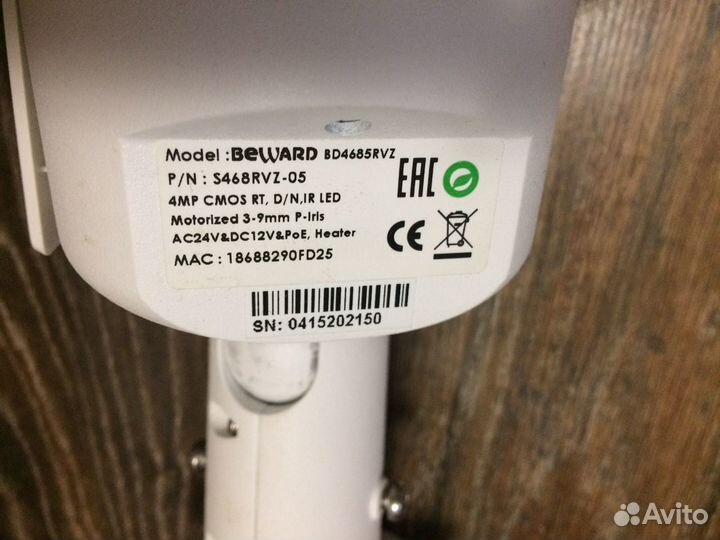 Model : BEWARD BD4685RVZ
P/N : S468RVZ-05
4MP CMOS RT, D/N,IR LED
Motorized 3-9mm P-Iris
AC24V&DC12V&PoE, Heater
MAC : 18688290FD25
EAC
CE
SN: 0415202150
Avito